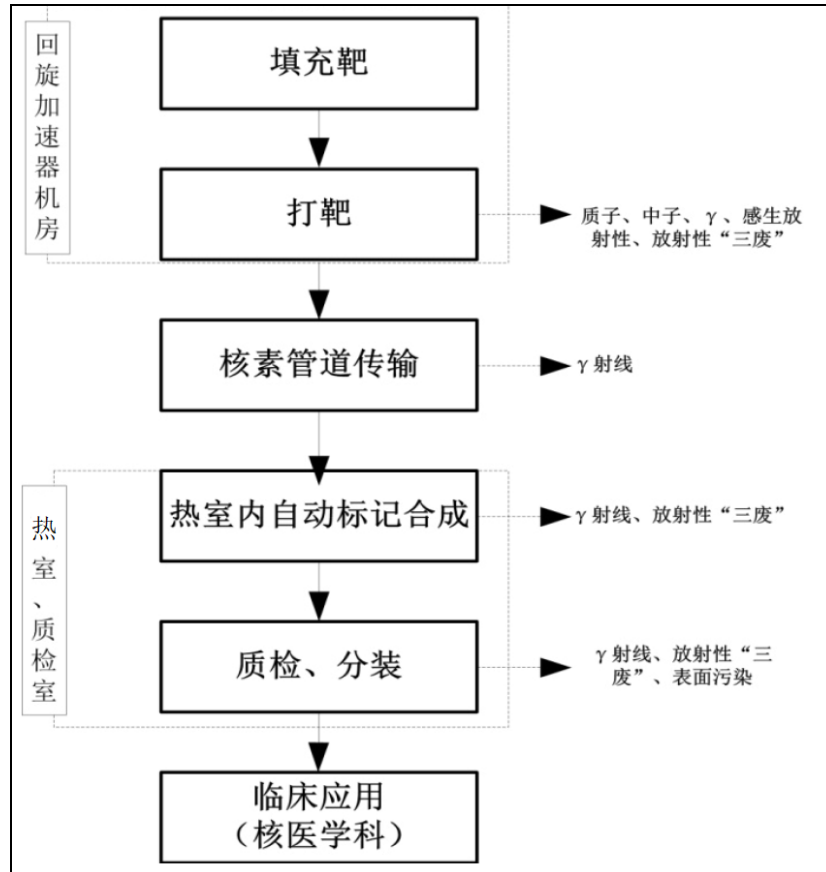 回旋加速器机房
填充靶
打靶
质子、中子、γ、感生放
射性、放射性“三废”
核素管道传输
γ射线
热室、质检室
热室内自动标记合成
γ射线、放射性“三废”
质检、分装
γ射线、放射性“三
废”、表面污染
临床应用
（核医学科）